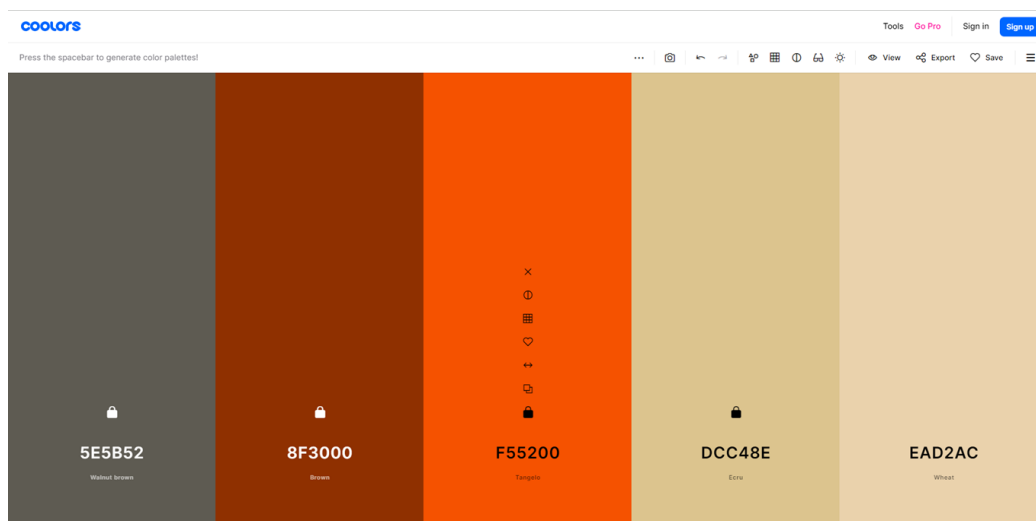 coolors
Tools Go Pro Sign in Sign up
Press the spacebar to generate color palettes!
View Export Save
5E5B52 8F3000 F55200 DCC48E EAD2AC
Walnut brown Brown Tangelo Ecru Wheat